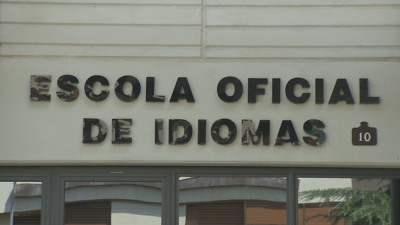 ESCOLA OFICIAL
DE IDIOMAS
10